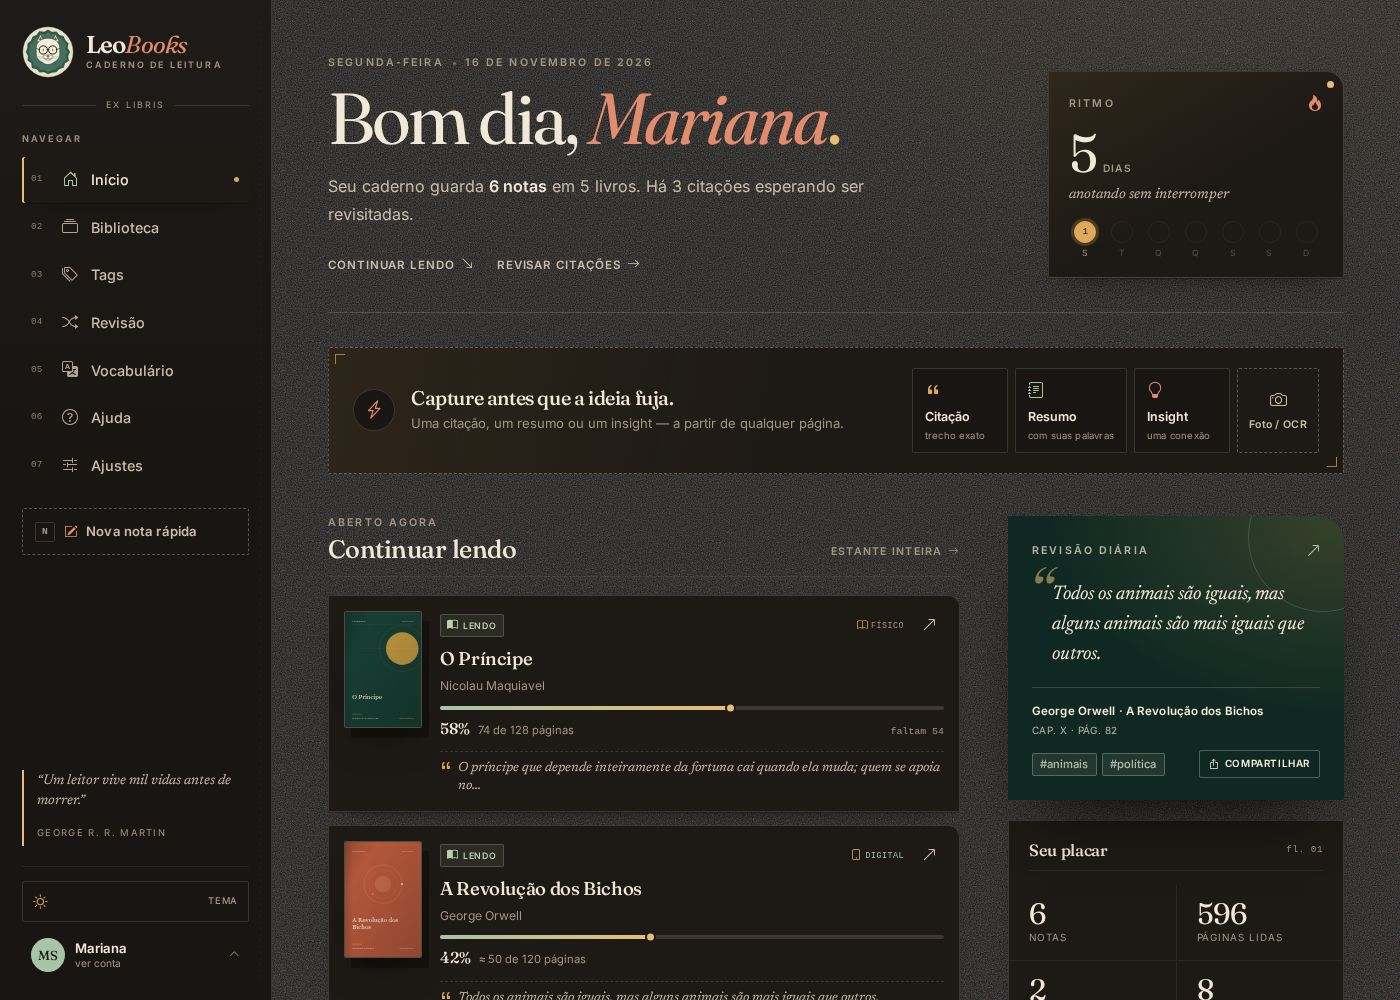 LeoBooks
CADERNO DE LEITURA
EX LIBRIS
NAVEGAR
01 Início
02 Biblioteca
03 Tags
04 Revisão
05 Vocabulário
06 Ajuda
07 Ajustes
N Nova nota rápida
“Um leitor vive mil vidas antes de
morrer.”
GEORGE R. R. MARTIN
TEMA
MS Mariana
ver conta
SEGUNDA-FEIRA • 16 DE NOVEMBRO DE 2026
Bom dia, Mariana.
Seu caderno guarda 6 notas em 5 livros. Há 3 citações esperando ser
revisitadas.
CONTINUAR LENDO ↘ REVISAR CITAÇÕES →
RITMO
5 DIAS
anotando sem interromper
1
S T Q Q S S D
Capture antes que a ideia fuja.
Uma citação, um resumo ou um insight — a partir de qualquer página.
“
Citação
trecho exato
Resumo
com suas palavras
Insight
uma conexão
Foto / OCR
ABERTO AGORA
Continuar lendo
ESTANTE INTEIRA →
LENDO
FÍSICO
O Príncipe
O Príncipe
Nicolau Maquiavel
58% 74 de 128 páginas
faltam 54
“ O príncipe que depende inteiramente da fortuna cai quando ela muda; quem se apoia
no...
LENDO
DIGITAL
A Revolução dos
Bichos
A Revolução dos Bichos
George Orwell
42% ≈ 50 de 120 páginas
“ Todos os animais são iguais, mas alguns animais são mais iguais que outros.
REVISÃO DIÁRIA
“
Todos os animais são iguais, mas
alguns animais são mais iguais que
outros.
George Orwell · A Revolução dos Bichos
CAP. X · PÁG. 82
#animais #política
COMPARTILHAR
Seu placar
fl. 01
6
NOTAS
596
PÁGINAS LIDAS
2
8